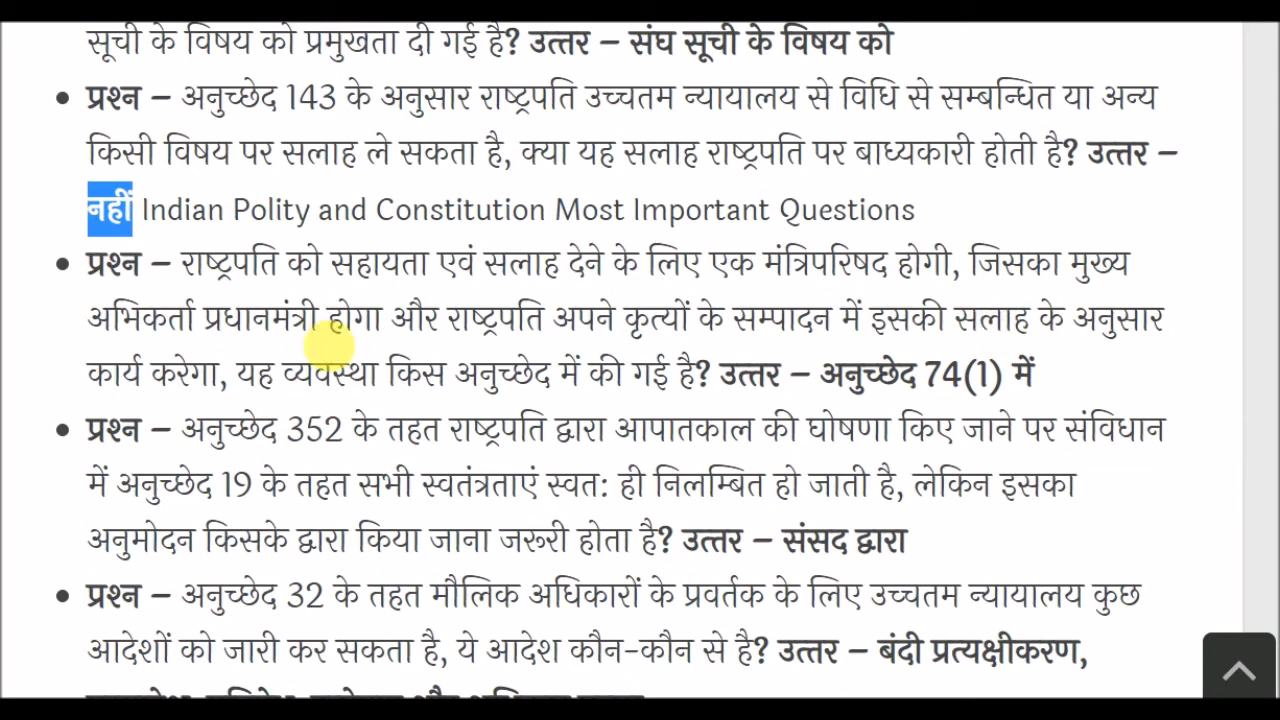 सूची के विषय को प्रमुखता दी गई है? उत्तर – संघ सूची के विषय को
• प्रश्न – अनुच्छेद 143 के अनुसार राष्ट्रपति उच्चतम न्यायालय से विधि से सम्बन्धित या अन्य
किसी विषय पर सलाह ले सकता है, क्या यह सलाह राष्ट्रपति पर बाध्यकारी होती है? उत्तर –
नहीं Indian Polity and Constitution Most Important Questions
• प्रश्न – राष्ट्रपति को सहायता एवं सलाह देने के लिए एक मंत्रिपरिषद होगी, जिसका मुख्य
अभिकर्ता प्रधानमंत्री होगा और राष्ट्रपति अपने कृत्यों के सम्पादन में इसकी सलाह के अनुसार
कार्य करेगा, यह व्यवस्था किस अनुच्छेद में की गई है? उत्तर – अनुच्छेद 74(1) में
• प्रश्न – अनुच्छेद 352 के तहत राष्ट्रपति द्वारा आपातकाल की घोषणा किए जाने पर संविधान
में अनुच्छेद 19 के तहत सभी स्वतंत्रताएं स्वत: ही निलम्बित हो जाती है, लेकिन इसका
अनुमोदन किसके द्वारा किया जाना जरूरी होता है? उत्तर – संसद द्वारा
• प्रश्न – अनुच्छेद 32 के तहत मौलिक अधिकारों के प्रवर्तक के लिए उच्चतम न्यायालय कुछ
आदेशों को जारी कर सकता है, ये आदेश कौन-कौन से है? उत्तर – बंदी प्रत्यक्षीकरण,